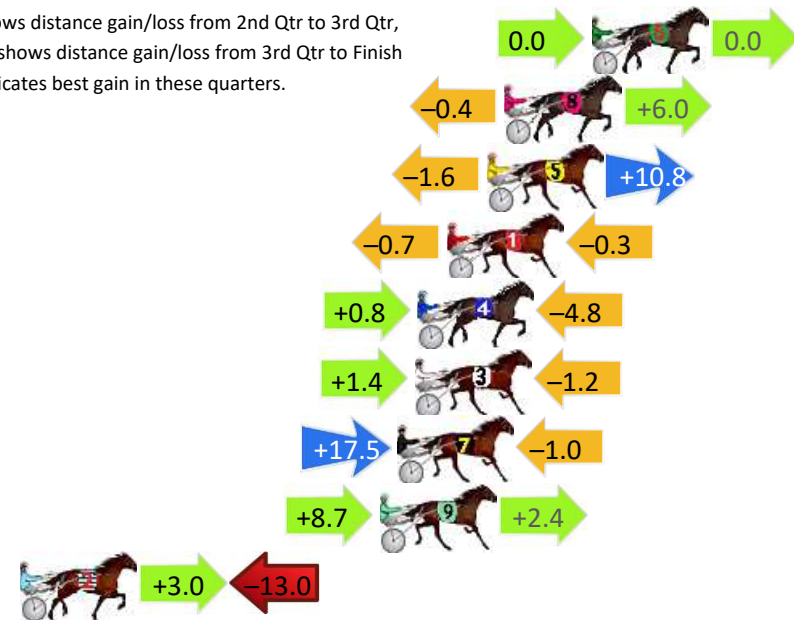 ows distance gain/loss from 2nd Qtr to 3rd Qtr,
shows distance gain/loss from 3rd Qtr to Finish
icates best gain in these quarters.
0.0 6 0.0
–0.4 8 +6.0
–1.6 5 +10.8
–0.7 1 –0.3
+0.8 4 –4.8
+1.4 3 –1.2
+17.5 7 –1.0
+8.7 9 +2.4
2 +3.0 –13.0